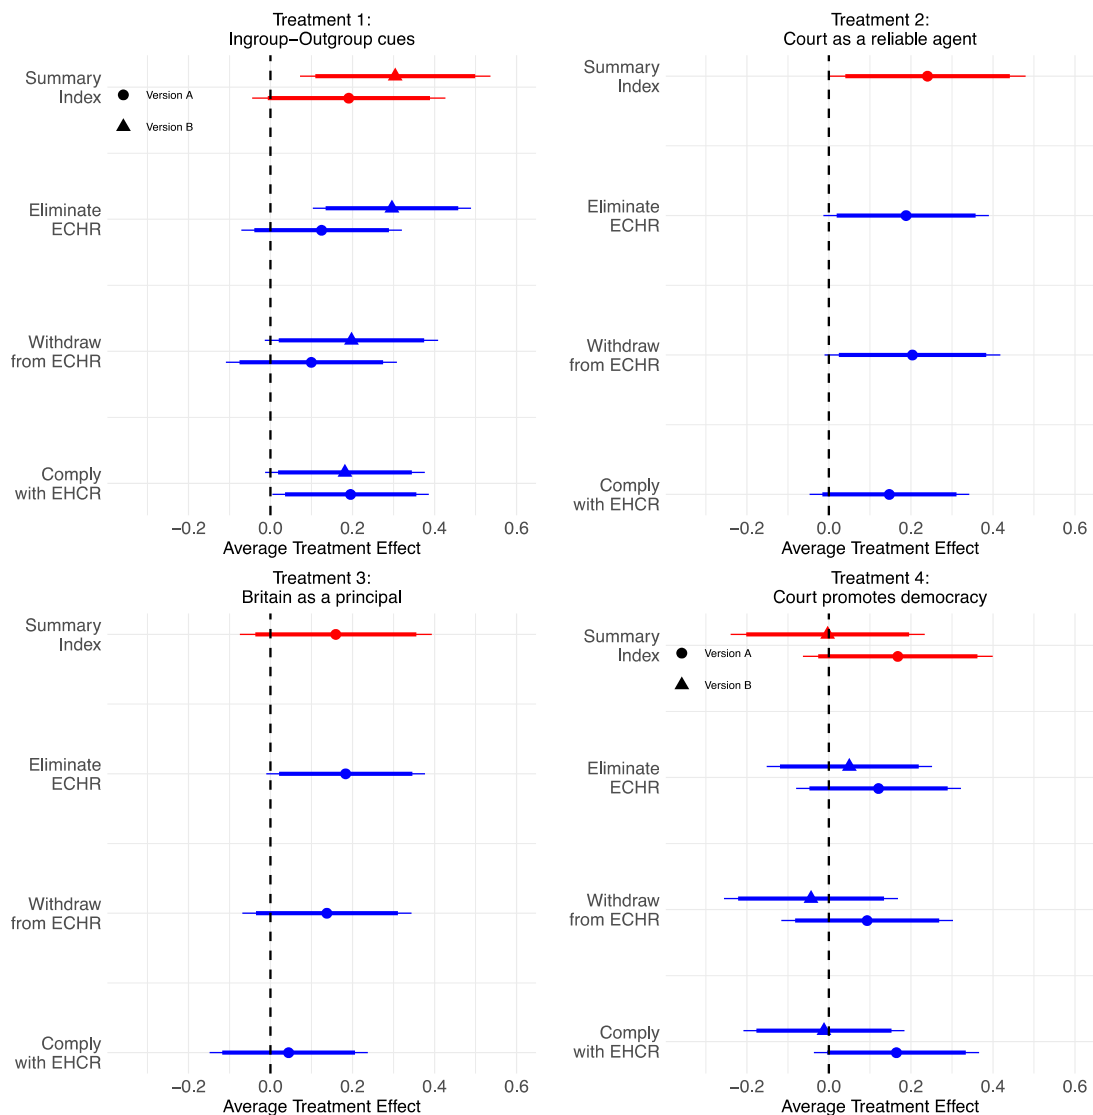 Treatment 1:
Ingroup−Outgroup cues
Summary
Index
Version A
Version B
Eliminate
ECHR
Withdraw
from ECHR
Comply
with EHCR
−0.2 0.0 0.2 0.4 0.6
Average Treatment Effect
Treatment 2:
Court as a reliable agent
Summary
Index
Eliminate
ECHR
Withdraw
from ECHR
Comply
with EHCR
−0.2 0.0 0.2 0.4 0.6
Average Treatment Effect
Treatment 3:
Britain as a principal
Summary
Index
Eliminate
ECHR
Withdraw
from ECHR
Comply
with EHCR
−0.2 0.0 0.2 0.4 0.6
Average Treatment Effect
Treatment 4:
Court promotes democracy
Summary
Index
Version A
Version B
Eliminate
ECHR
Withdraw
from ECHR
Comply
with EHCR
−0.2 0.0 0.2 0.4 0.6
Average Treatment Effect